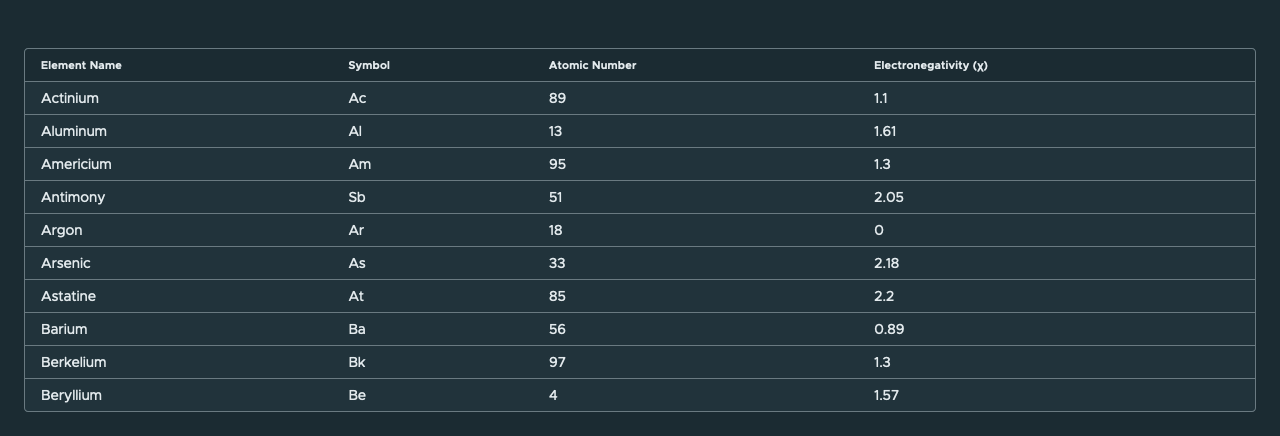 Element Name Symbol Atomic Number Electronegativity (χ)
Actinium Ac 89 1.1
Aluminum Al 13 1.61
Americium Am 95 1.3
Antimony Sb 51 2.05
Argon Ar 18 0
Arsenic As 33 2.18
Astatine At 85 2.2
Barium Ba 56 0.89
Berkelium Bk 97 1.3
Beryllium Be 4 1.57